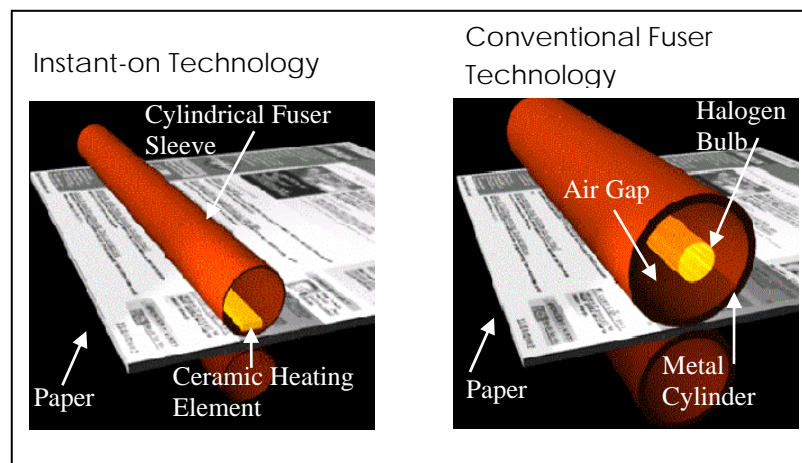 Instant-on Technology
Cylindrical Fuser
Sleeve
Paper
Ceramic Heating
Element
Conventional Fuser
Technology
Halogen
Bulb
Air Gap
Paper
Metal
Cylinder